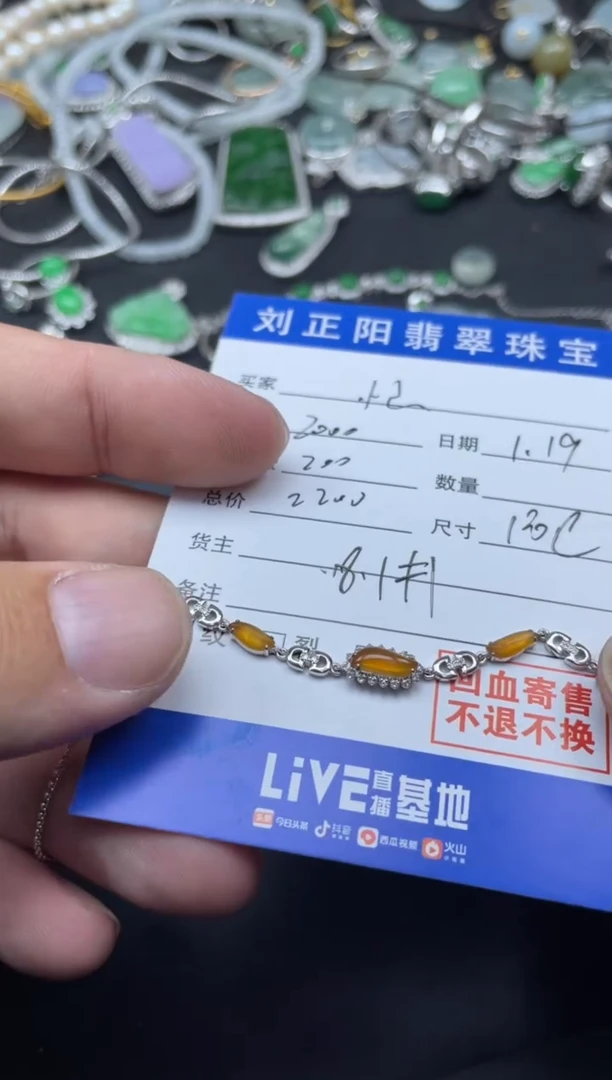 刘正阳翡翠珠宝
买家
2000
日期 1.19
200
数量
总价 2200
尺寸
货主
备注
纹 裂
回血寄售
不退不换
LiVE直播基地
今日头条 抖音 西瓜视频 火山